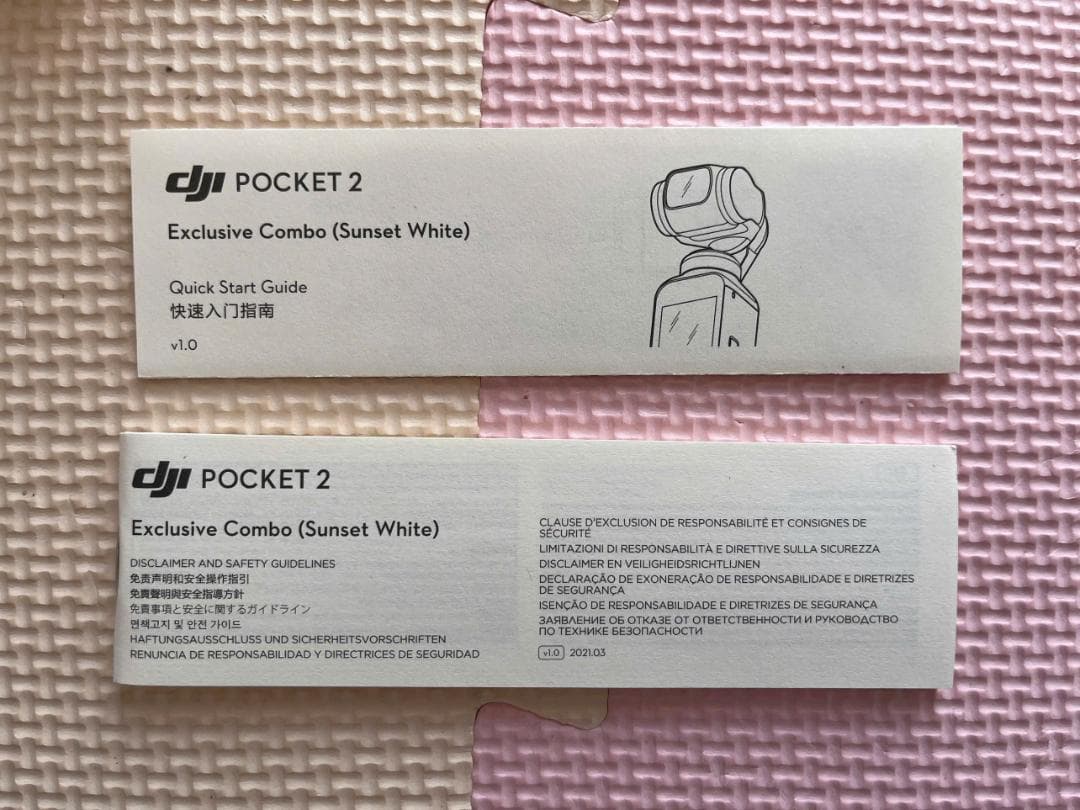 dji POCKET 2
Exclusive Combo (Sunset White)
Quick Start Guide
快速入门指南
v1.0
dji POCKET 2
Exclusive Combo (Sunset White)
DISCLAIMER AND SAFETY GUIDELINES
免责声明和安全操作指引
免責聲明與安全指導方針
免責事項と安全に関するガイドライン
면책고지 및 안전 가이드
HAFTUNGSAUSSCHLUSS UND SICHERHEITSVORSCHRIFTEN
RENUNCIA DE RESPONSABILIDAD Y DIRECTRICES DE SEGURIDAD
CLAUSE D'EXCLUSION DE RESPONSABILITÉ ET CONSIGNES DE
SÉCURITÉ
LIMITAZIONI DI RESPONSABILITÀ E DIRETTIVE SULLA SICUREZZA
DISCLAIMER EN VEILIGHEIDSRICHTLIJNEN
DECLARAÇÃO DE EXONERAÇÃO DE RESPONSABILIDADE E DIRETRIZES
DE SEGURANÇA
ISENÇÃO DE RESPONSABILIDADE E DIRETRIZES DE SEGURANÇA
ЗАЯВЛЕНИЕ ОБ ОТКАЗЕ ОТ ОТВЕТСТВЕННОСТИ И РУКОВОДСТВО
ПО ТЕХНИКЕ БЕЗОПАСНОСТИ
v1.0 2021.03